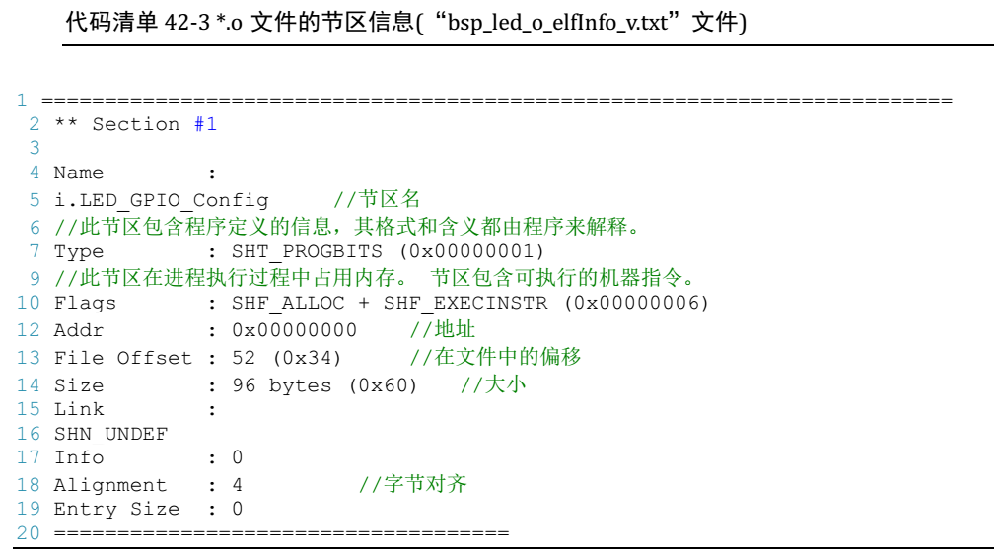 代码清单 42-3 *.o 文件的节区信息(“bsp_led_o_elfInfo_v.txt”文件)
1 ========================================================================
2 ** Section #1
3
4 Name :
5 i.LED_GPIO_Config //节区名
6 //此节区包含程序定义的信息，其格式和含义都由程序来解释。
7 Type : SHT_PROGBITS (0x00000001)
9 //此节区在进程执行过程中占用内存。 节区包含可执行的机器指令。
10 Flags : SHF_ALLOC + SHF_EXECINSTR (0x00000006)
12 Addr : 0x00000000 //地址
13 File Offset : 52 (0x34) //在文件中的偏移
14 Size : 96 bytes (0x60) //大小
15 Link :
16 SHN UNDEF
17 Info : 0
18 Alignment : 4 //字节对齐
19 Entry Size : 0
20 ====================================